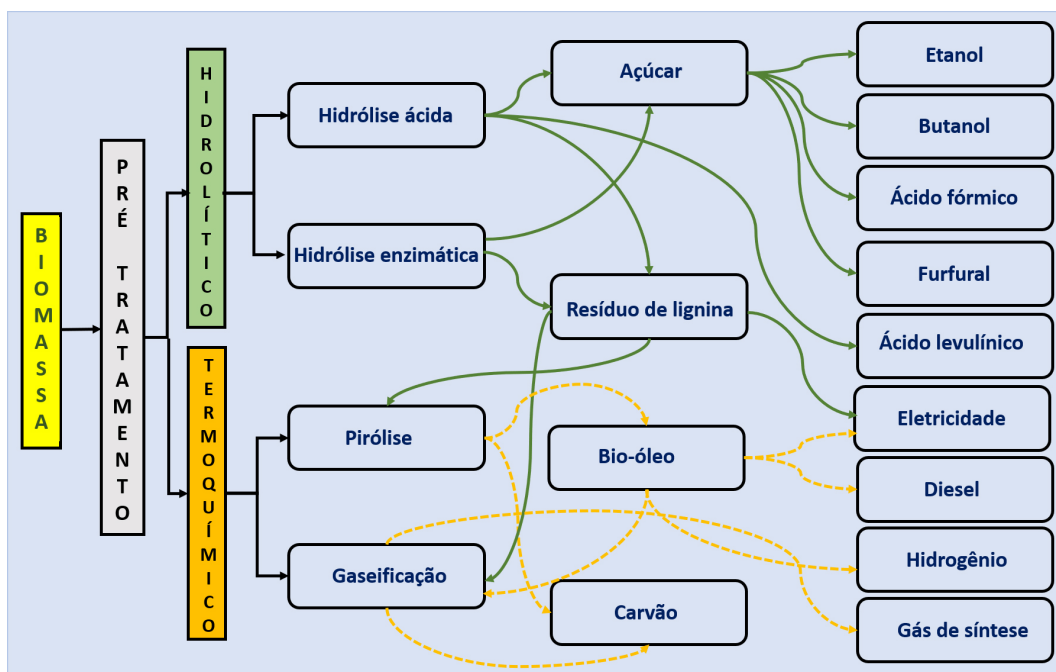 BIOMASSA
PRÉ TRATAMENTO
HIDROLÍTICO
TERMOQUÍMICO
Hidrólise ácida
Hidrólise enzimática
Pirólise
Gaseificação
Açúcar
Resíduo de lignina
Bio-óleo
Carvão
Etanol
Butanol
Ácido fórmico
Furfural
Ácido levulínico
Eletricidade
Diesel
Hidrogênio
Gás de síntese